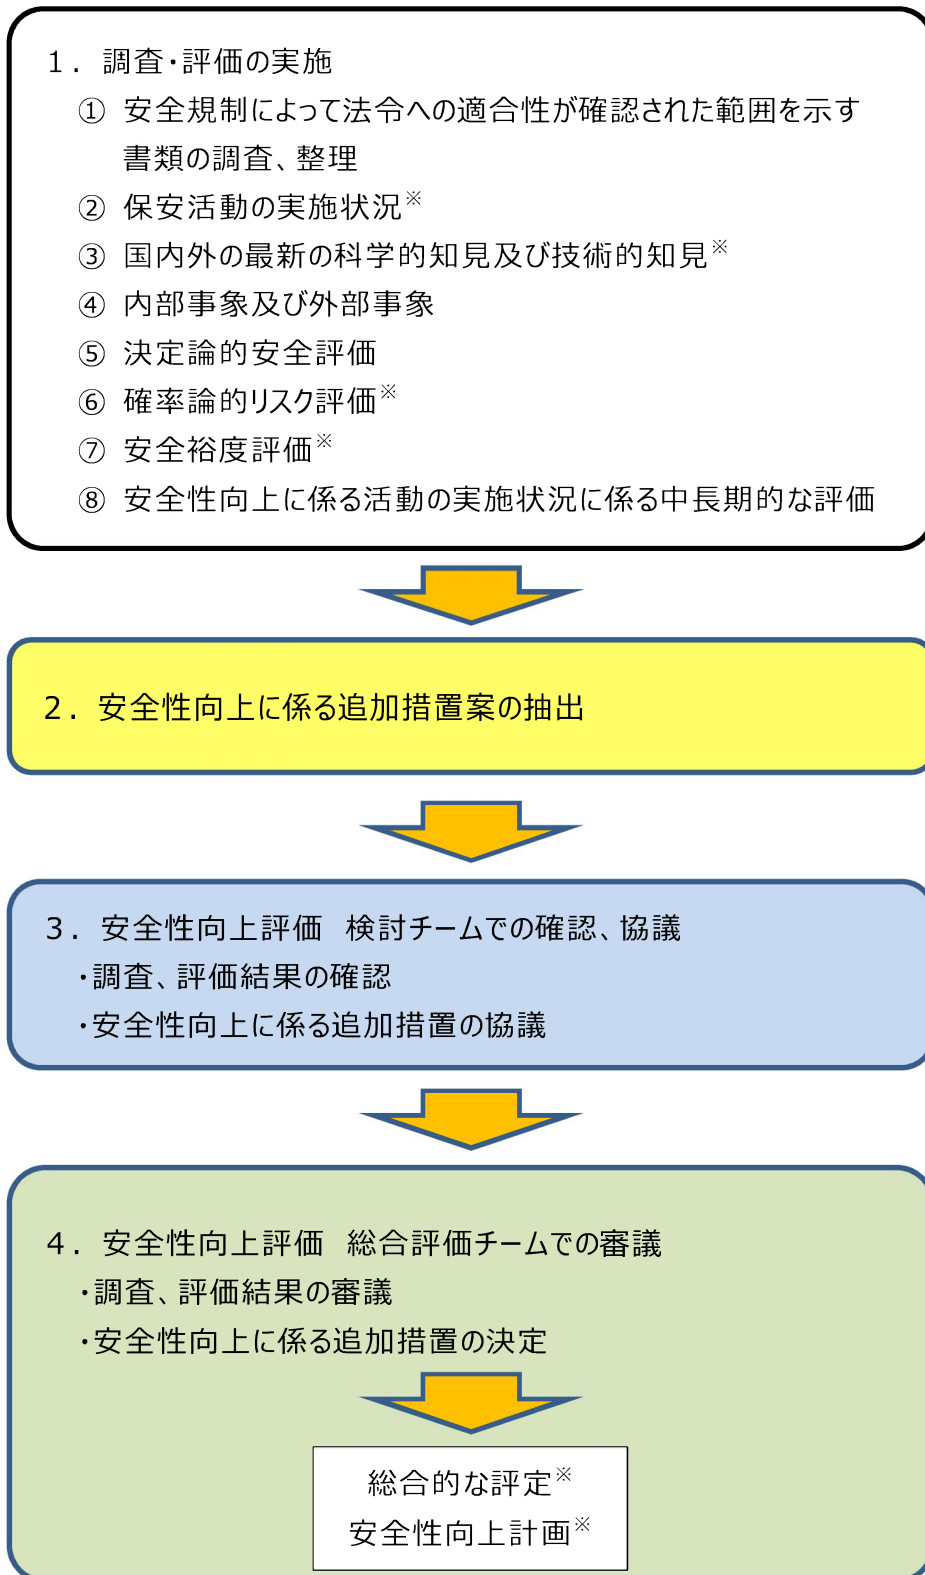 １．調査・評価の実施
① 安全規制によって法令への適合性が確認された範囲を示す
書類の調査、整理
② 保安活動の実施状況※
③ 国内外の最新の科学的知見及び技術的知見※
④ 内部事象及び外部事象
⑤ 決定論的安全評価
⑥ 確率論的リスク評価※
⑦ 安全裕度評価※
⑧ 安全性向上に係る活動の実施状況に係る中長期的な評価
２．安全性向上に係る追加措置案の抽出
３．安全性向上評価　検討チームでの確認、協議
・調査、評価結果の確認
・安全性向上に係る追加措置の協議
４．安全性向上評価　総合評価チームでの審議
・調査、評価結果の審議
・安全性向上に係る追加措置の決定
総合的な評定※
安全性向上計画※